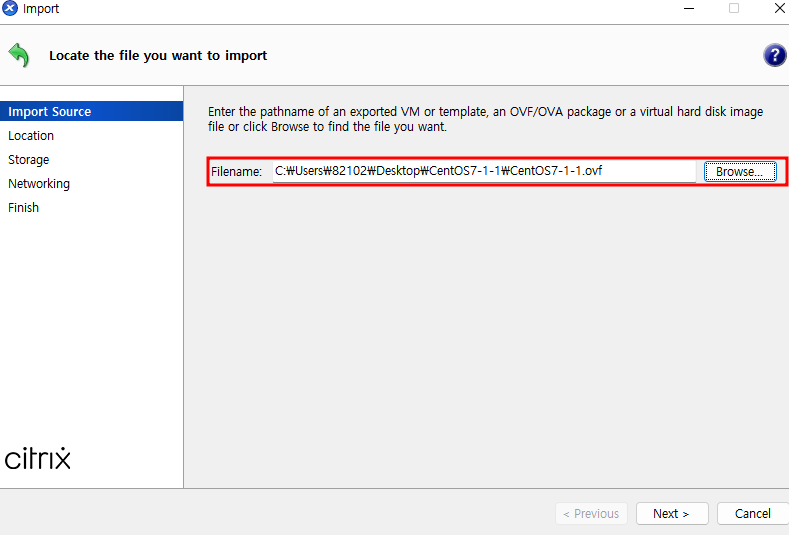 Import
Locate the file you want to import
?
Import Source
Location
Storage
Networking
Finish
Enter the pathname of an exported VM or template, an OVF/OVA package or a virtual hard disk image
file or click Browse to find the file you want.
Filename: C:₩Users₩82102₩Desktop₩CentOS7-1-1₩CentOS7-1-1.ovf Browse...
citrix
< Previous Next > Cancel